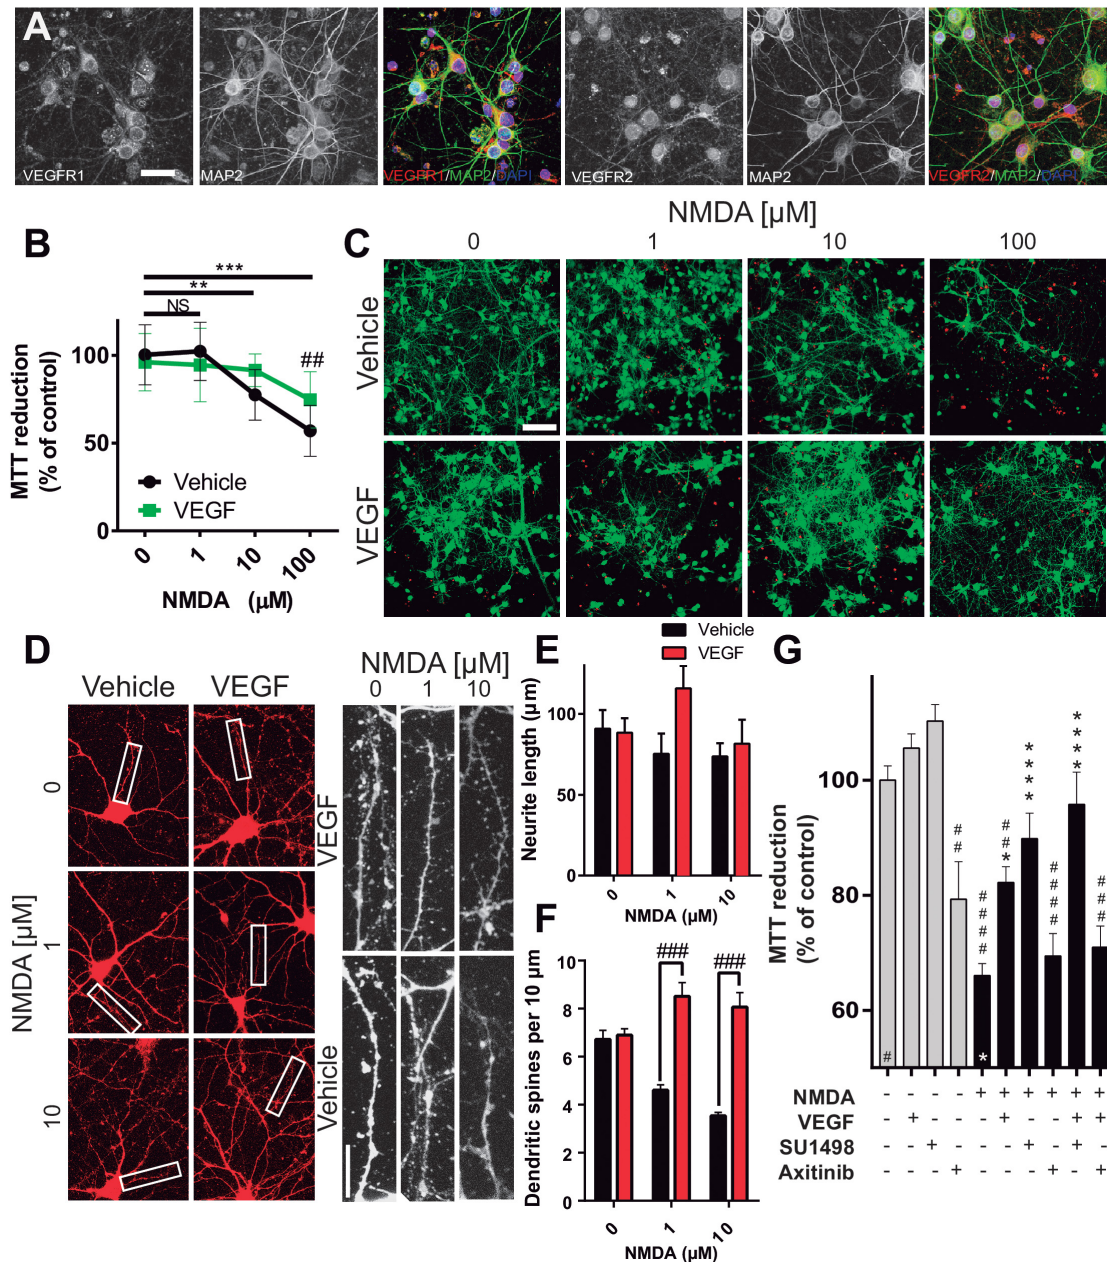 A
VEGFR1
MAP2
VEGFR1/MAP2/DAPI
VEGFR2
MAP2
VEGFR2/MAP2/DAPI
B
***
**
NS
##
100
50
0
MTT reduction
(% of control)
Vehicle
VEGF
0 1 10 100
NMDA (µM)
C
NMDA [µM]
0 1 10 100
Vehicle
VEGF
D
Vehicle VEGF
NMDA [µM]
0
1
10
NMDA [µM]
0 1 10
VEGF
Vehicle
E
Vehicle
VEGF
Neurite length (µm)
100
50
0
0 1 10
NMDA (µM)
F
Dendritic spines per 10 µm
10
8
6
4
2
0
###
###
0 1 10
NMDA (µM)
G
MTT reduction
(% of control)
100
80
60
#
##
####
*
##*
****
####
****
###
NMDA - - - - + + + + + +
VEGF - + - - - + - - + +
SU1498 - - + - - - + - + -
Axitinib - - - + - - - + - +